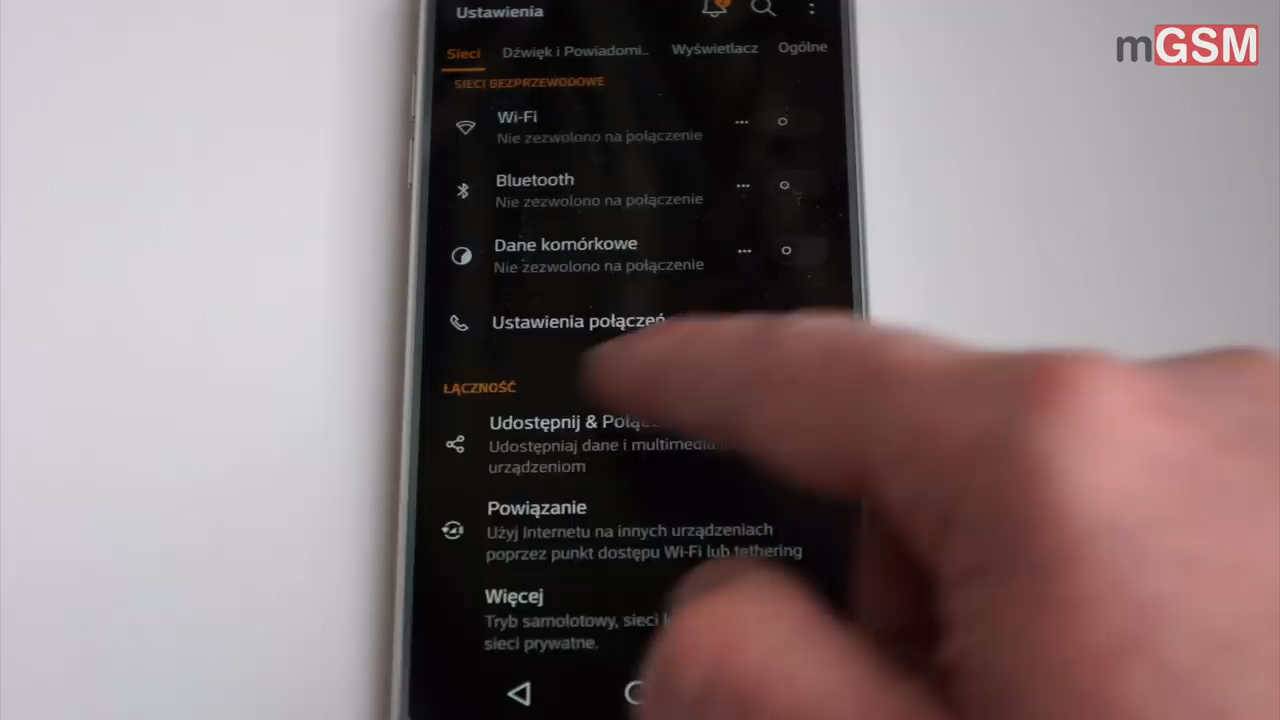 Ustawienia
mGSM
Sieci
Dźwięk i Powiadomi..
Wyświetlacz
Ogólne
SIECI BEZPRZEWODOWE
Wi-Fi
Nie zezwolono na połączenie
Bluetooth
Nie zezwolono na połączenie
Dane komórkowe
Nie zezwolono na połączenie
Ustawienia połączeń
ŁĄCZNOŚĆ
Udostępnij &
Udostępniaj dane i multimedia
urządzeniom
Powiązanie
Użyj Internetu na innych urządzeniach
poprzez punkt dostępu Wi-Fi lub tethering
Więcej
Tryb samolotowy, sieci
sieci prywatne.